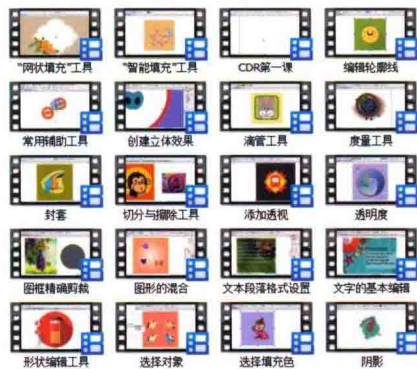 “网状填充”工具
“智能填充”工具
CDR第一课
编辑轮廓线
常用辅助工具
创建立体效果
滴管工具
度量工具
封套
切分与擦除工具
添加透视
透明度
图框精确剪裁
图形的混合
文本段落格式设置
文字的基本编辑
形状编辑工具
选择对象
选择填充色
阴影